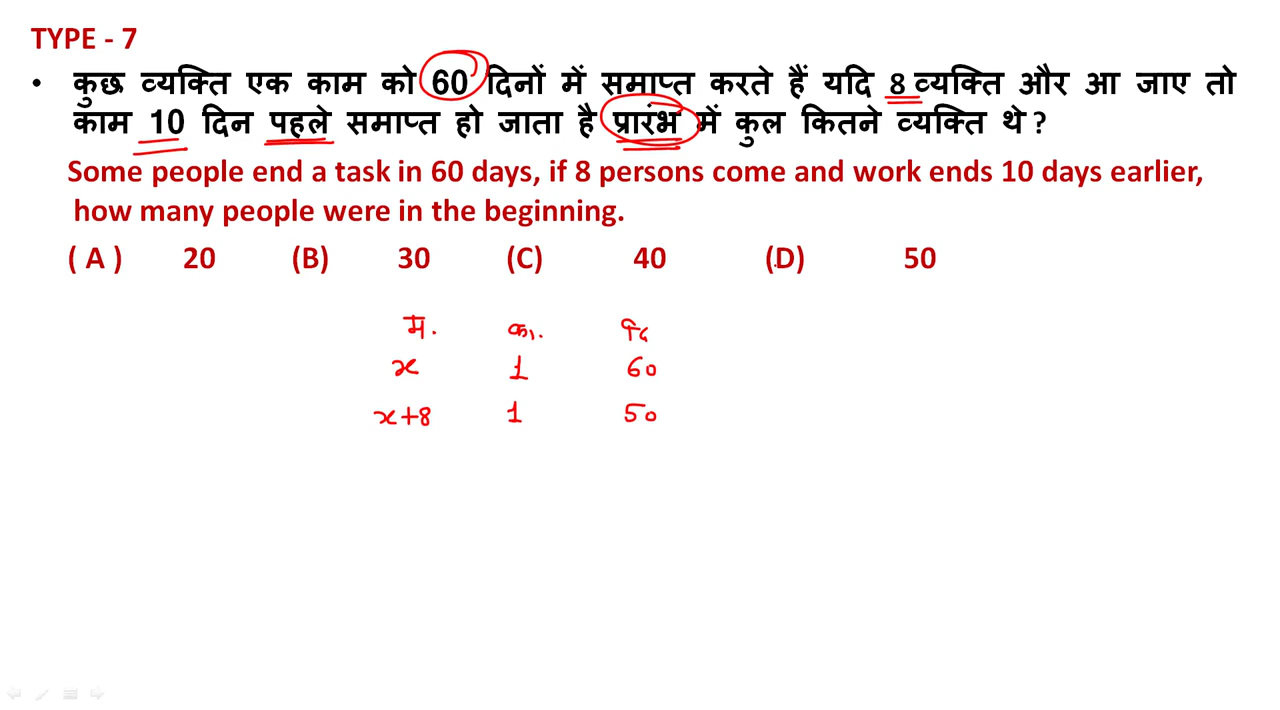 TYPE - 7
• कुछ व्यक्ति एक काम को 60 दिनों में समाप्त करते हैं यदि 8 व्यक्ति और आ जाए तो
काम 10 दिन पहले समाप्त हो जाता है प्रारंभ में कुल कितने व्यक्ति थे ?
Some people end a task in 60 days, if 8 persons come and work ends 10 days earlier,
how many people were in the beginning.
( A ) 20 (B) 30 (C) 40 (D) 50
म. का. दि
x 1 60
x+8 1 50